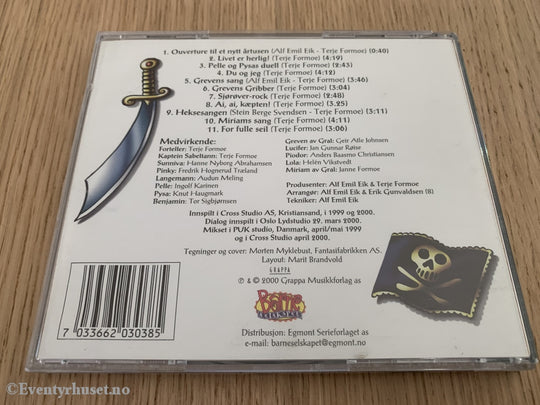 1. Ouverture til et nytt årtusen (Alf Emil Eik - Terje Formoe) (0:40)
2. Livet er herlig! (Terje Formoe) (4:19)
3. Pelle og Pysas duell (Terje Formoe) (2:43)
4. Du og jeg (Terje Formoe) (4:12)
5. Grevens sang (Terje Formoe - Alf Emil Eik) (3:46)
6. Grevens Gribber (Terje Formoe) (3:04)
7. Sjørøver-rock (Terje Formoe) (2:48)
8. Ai, ai, kæpten! (Terje Formoe) (3.25)
9. Heksesangen (Stein Berge Svendsen - Terje Formoe) (3:11)
10. Miriams sang (Terje Formoe) (4:11)
11. For fulle seil (Terje Formoe) (3:06)
Medvirkende:
Forteller: Terje Formoe
Kaptein Sabeltann: Terje Formoe
Sunniva: Hanne Nyborg Abrahamsen
Pinky: Fredrik Hognerud Træland
Langemann: Audun Meling
Pelle: Ingolf Karinen
Pysa: Knut Haugmark
Benjamin: Tor Sigbjørnsen
Greven av Gral: Geir Atle Johnsen
Lucifer: Jan Gunnar Røise
Piodor: Anders Baasmo Christiansen
Lola: Helén Vikstvedt
Miriam av Gral: Janne Formoe
Produsenter: Alf Emil Eik & Terje Formoe
Arrangør: Alf Emil Eik & Erik Gunvaldsen (8)
Tekniker: Alf Emil Eik
Innspilt i Cross Studio AS, Kristiansand, i 1999 og 2000.
Dialog innspilt i Oslo Lydstudio 29. mars 2000.
Mikset i PUK studio, Danmark, april/mai 1999
og i Cross Studio april 2000.
Tegninger og cover: Morten Myklebust, Fantasifabrikken AS.
Layout: Marit Brandvold
GRAPPA
℗ & © 2000 Grappa Musikkforlag as
Barne
selskapet
Distribusjon: Egmont Serieforlaget as
e-mail: barneselskapet@egmont.no
7 033662 030385
©Eventyrhuset.no